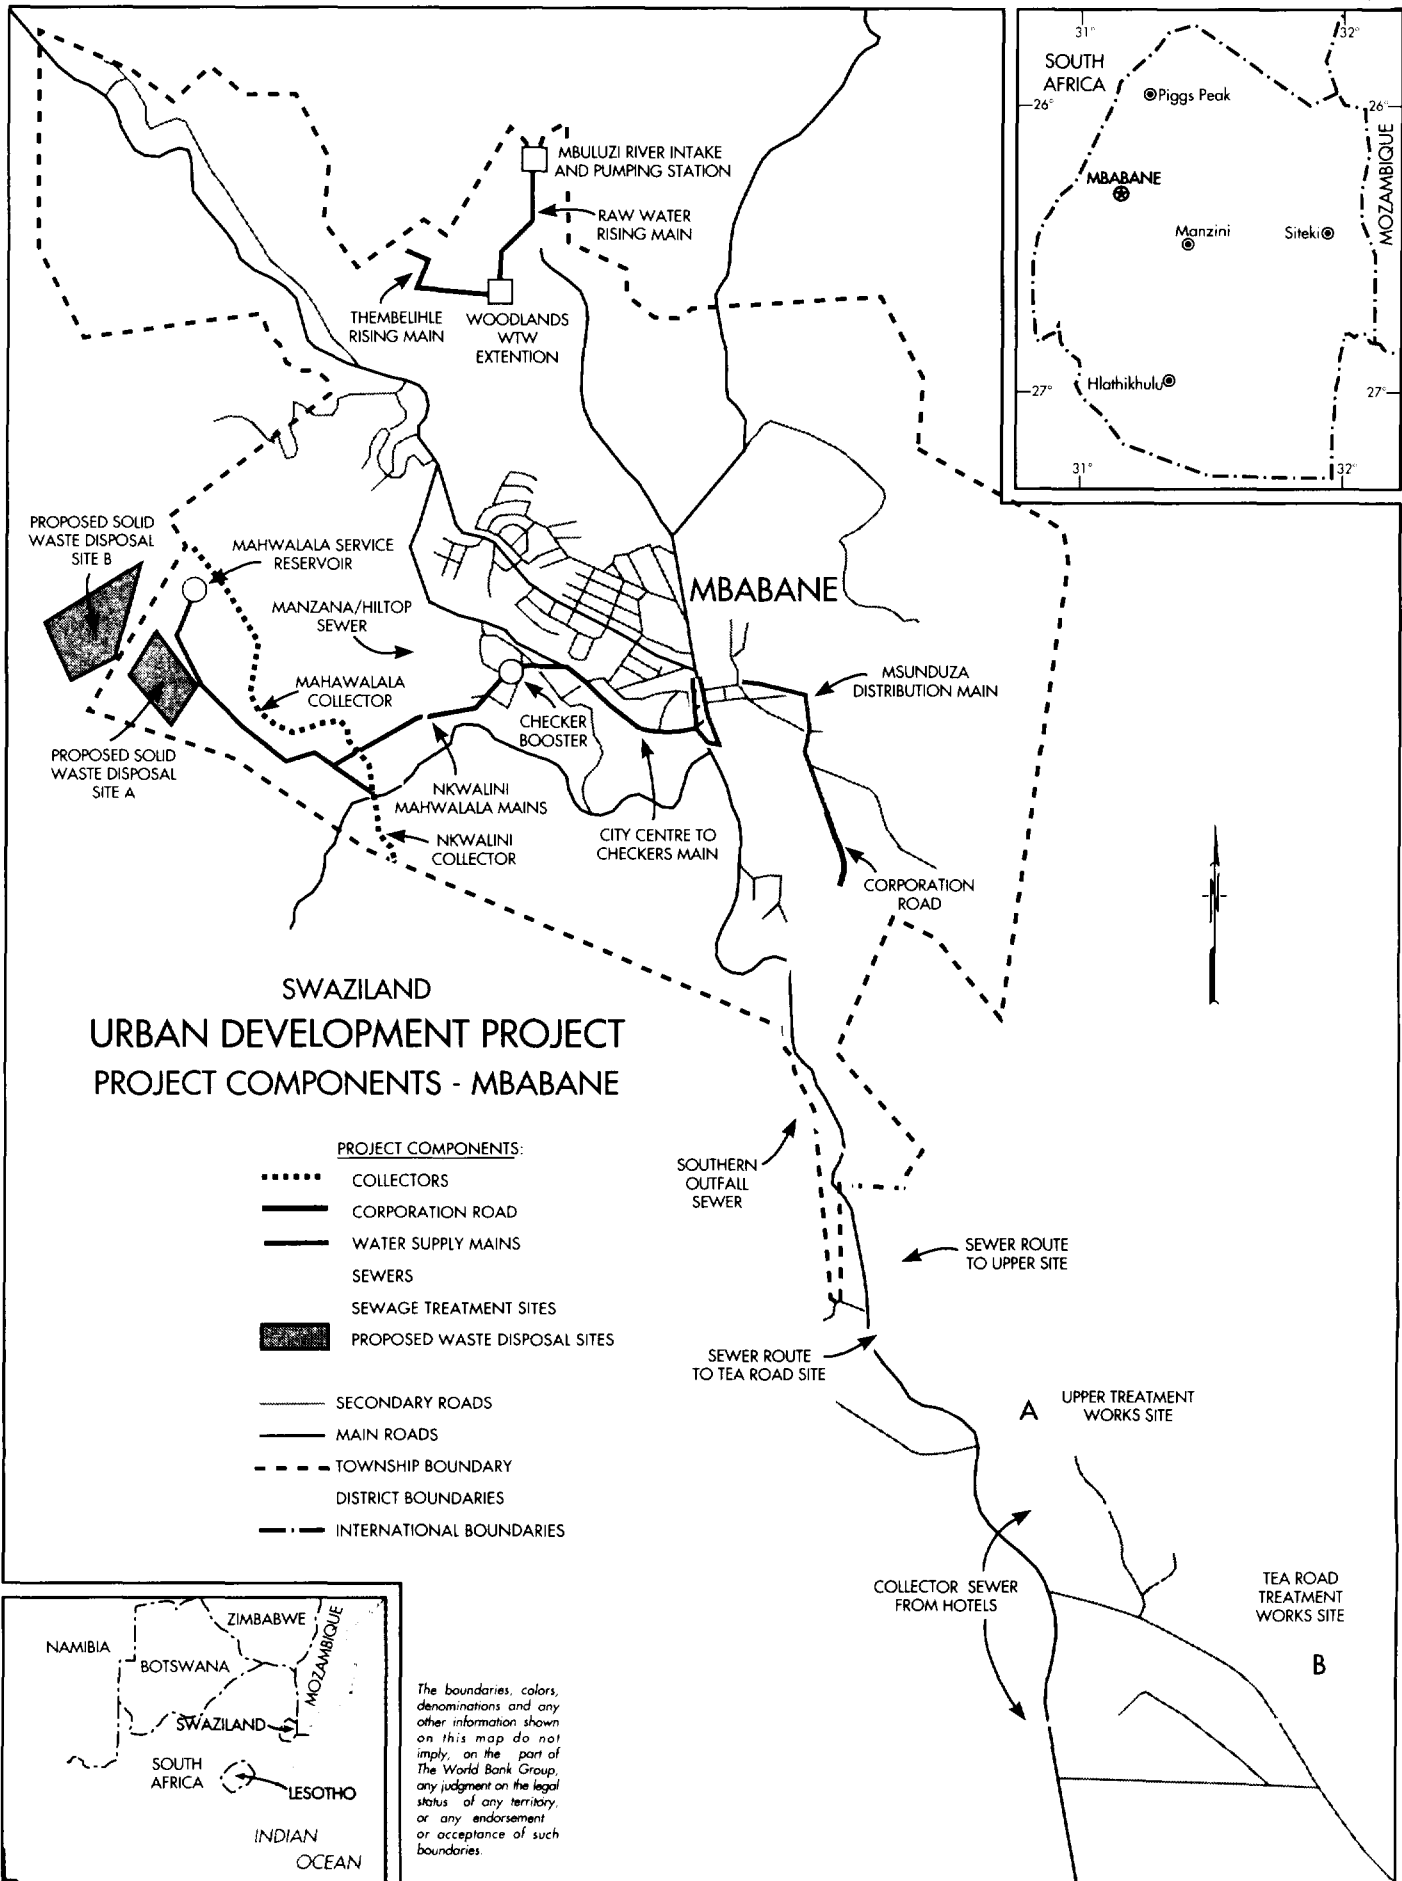 31°
32°
SOUTH
AFRICA
Piggs Peak
26°
26°
MBABANE
MOZAMBIQUE
Manzini
Siteki
Hlathikhulu
27°
27°
31°
32°
MBULUZI RIVER INTAKE
AND PUMPING STATION
RAW WATER
RISING MAIN
THEMBELIHLE
RISING MAIN
WOODLANDS
WTW
EXTENTION
PROPOSED SOLID
WASTE DISPOSAL
SITE B
MAHWALALA SERVICE
RESERVOIR
MANZANA/HILTOP
SEWER
MBABANE
MAHAWALALA
COLLECTOR
MSUNDUZA
DISTRIBUTION MAIN
CHECKER
BOOSTER
PROPOSED SOLID
WASTE DISPOSAL
SITE A
NKWALINI
MAHWALALA MAINS
NKWALINI
COLLECTOR
CITY CENTRE TO
CHECKERS MAIN
CORPORATION
ROAD
N
SWAZILAND
URBAN DEVELOPMENT PROJECT
PROJECT COMPONENTS - MBABANE
PROJECT COMPONENTS:
COLLECTORS
CORPORATION ROAD
WATER SUPPLY MAINS
SEWERS
SEWAGE TREATMENT SITES
PROPOSED WASTE DISPOSAL SITES
SECONDARY ROADS
MAIN ROADS
TOWNSHIP BOUNDARY
DISTRICT BOUNDARIES
INTERNATIONAL BOUNDARIES
SOUTHERN
OUTFALL
SEWER
SEWER ROUTE
TO UPPER SITE
SEWER ROUTE
TO TEA ROAD SITE
A
UPPER TREATMENT
WORKS SITE
COLLECTOR SEWER
FROM HOTELS
TEA ROAD
TREATMENT
WORKS SITE
B
NAMIBIA
ZIMBABWE
BOTSWANA
MOZAMBIQUE
SWAZILAND
SOUTH
AFRICA
LESOTHO
INDIAN
OCEAN
The boundaries, colors,
denominations and any
other information shown
on this map do not
imply, on the part of
The World Bank Group,
any judgment on the legal
status of any territory,
or any endorsement
or acceptance of such
boundaries.